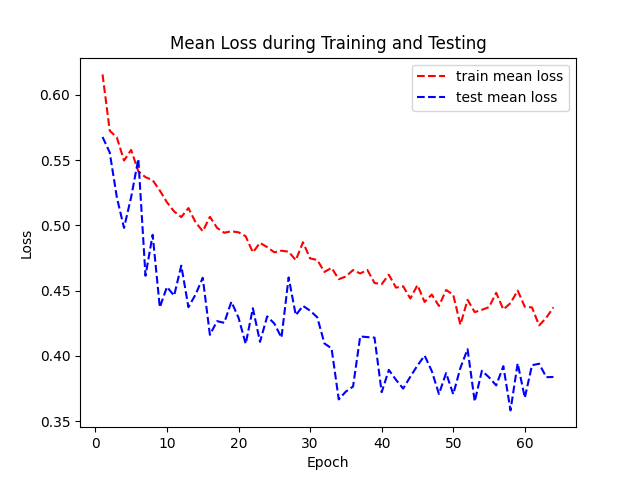 Mean Loss during Training and Testing
train mean loss
test mean loss
Loss
0.60
0.55
0.50
0.45
0.40
0.35
0 10 20 30 40 50 60
Epoch